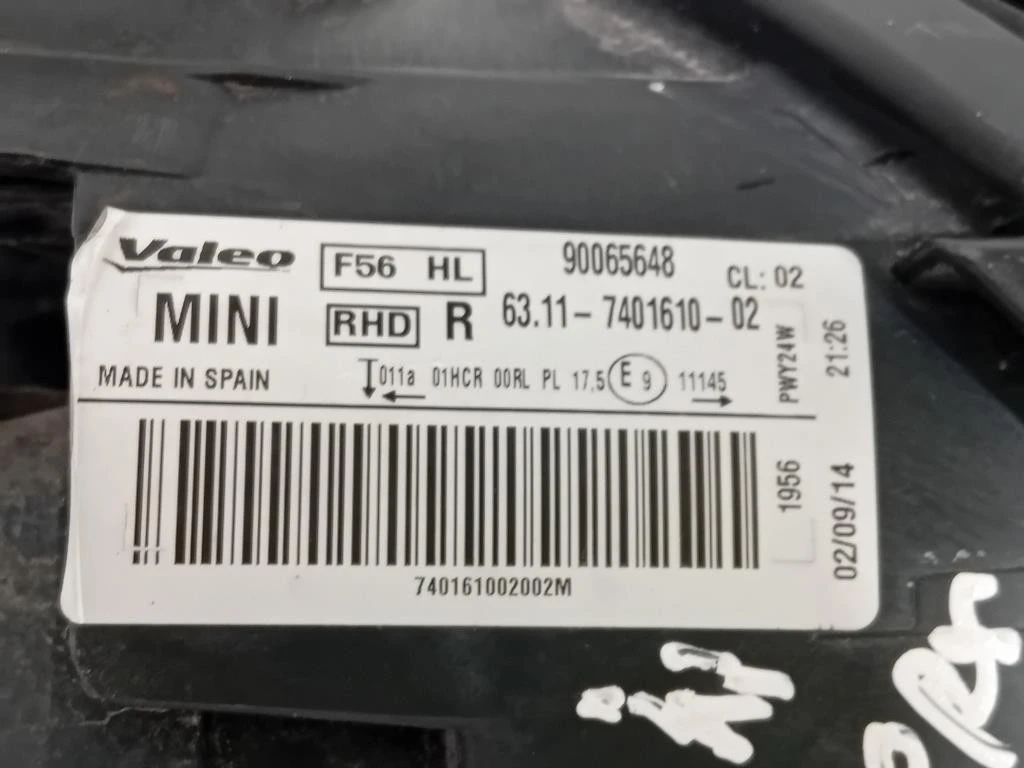 Valeo F56 HL 90065648 CL: 02
MINI RHD R 63.11-7401610-02
MADE IN SPAIN 011a 01HCR 00RL PL 17,5 E 9 11145
PWY24W 21:26
1956 02/09/14
740161002002M